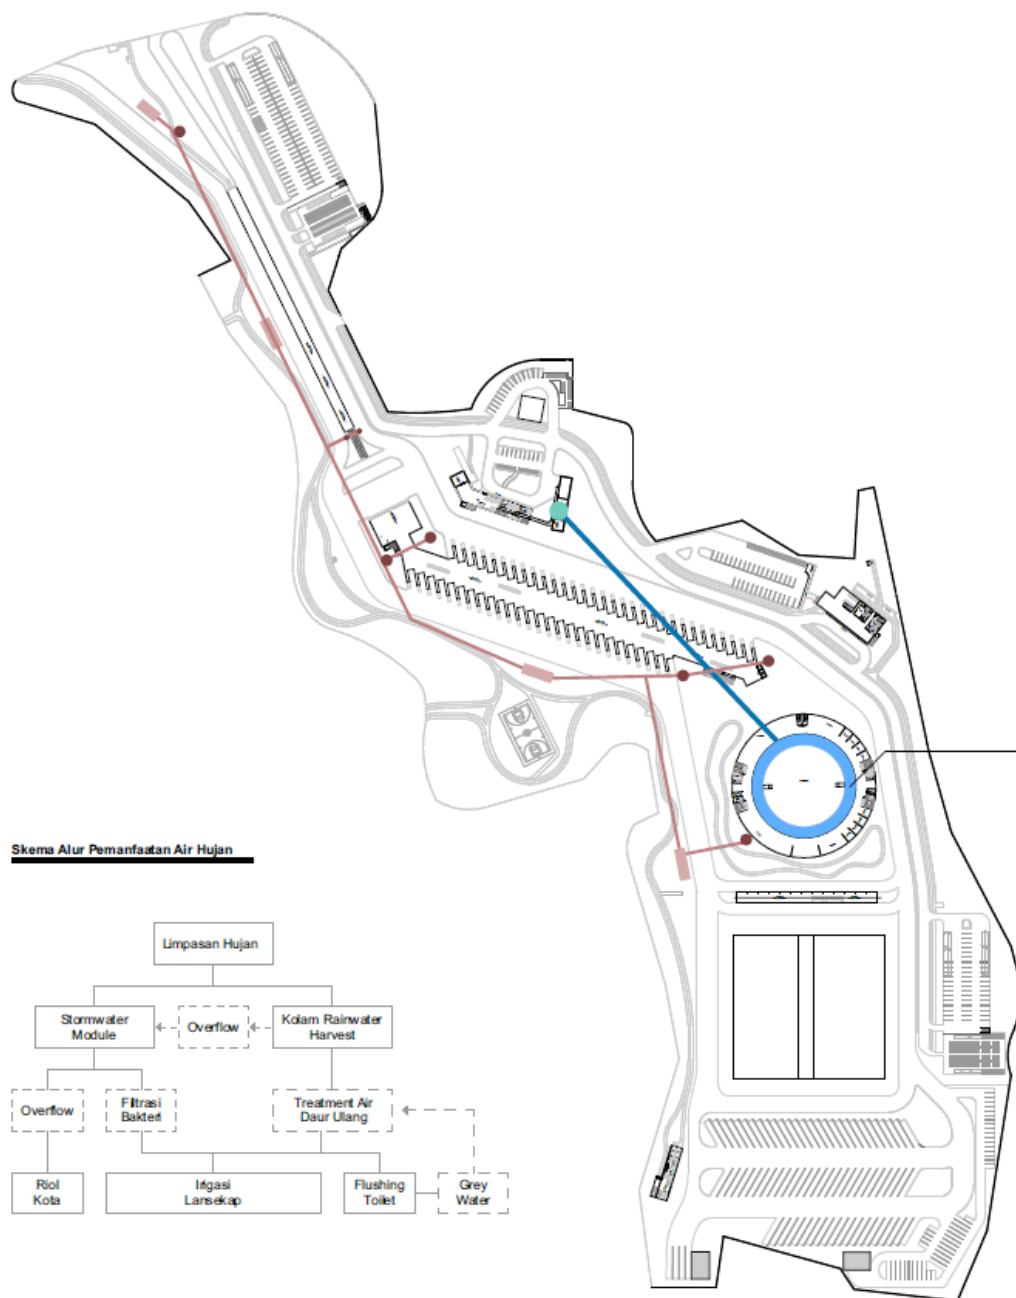 Skema Alur Pemanfaatan Air Hujan
Limpasan Hujan
Stormwater
Module
Overflow
Kolam Rainwater
Harvest
Overflow
Filtrasi
Bakteri
Treatment Air
Daur Ulang
Riol
Kota
Irigasi
Lansekap
Flushing
Toilet
Grey
Water